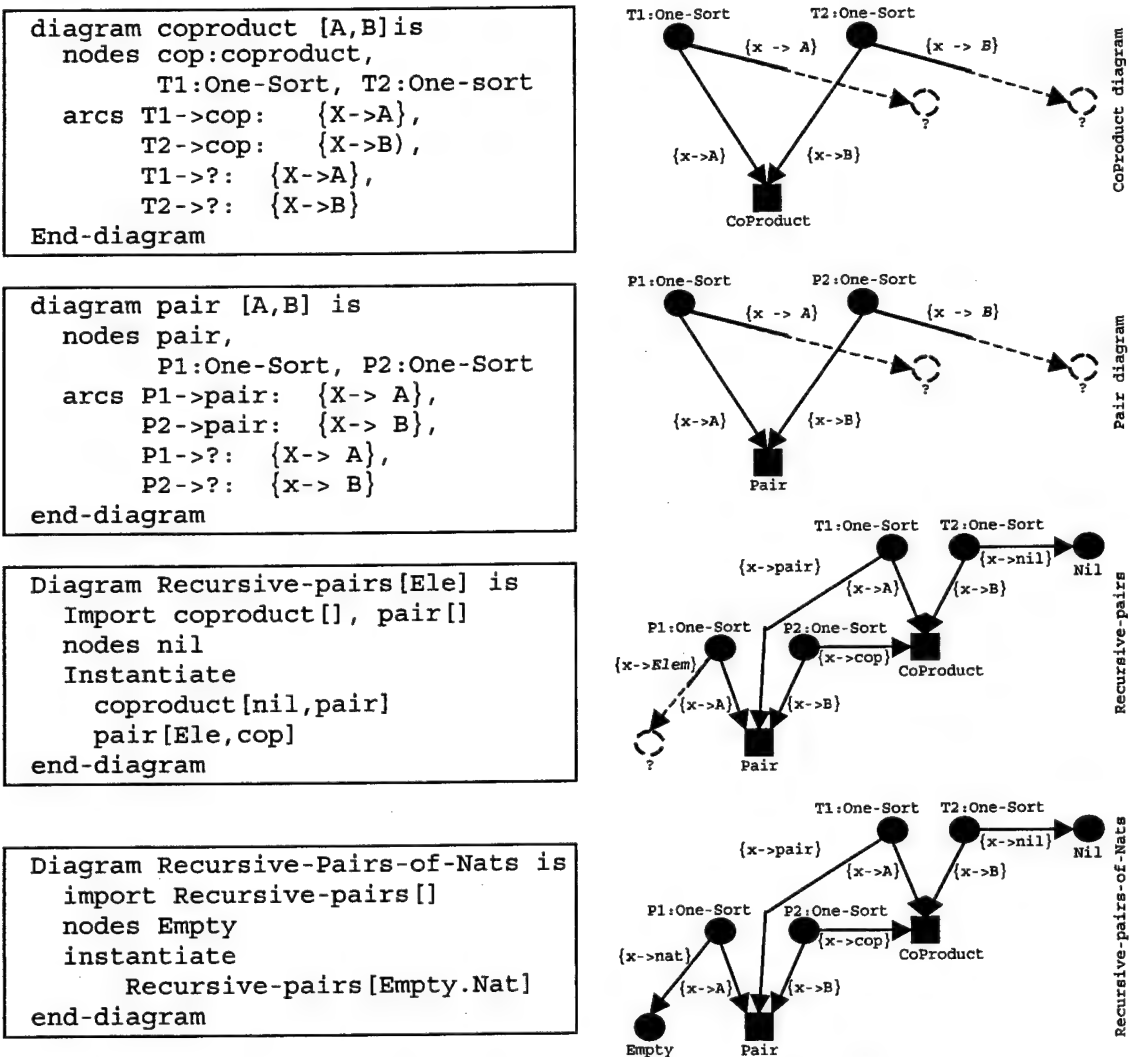 diagram coproduct [A,B]is
nodes cop:coproduct,
T1:One-Sort, T2:One-sort
arcs T1->cop: {X->A},
T2->cop: {X->B),
T1->?: {X->A},
T2->?: {X->B}
End-diagram
T1:One-Sort T2:One-Sort
{x -> A} {x -> B}
? ?
{x->A} {x->B}
CoProduct
CoProduct diagram
diagram pair [A,B] is
nodes pair,
P1:One-Sort, P2:One-Sort
arcs P1->pair: {X-> A},
P2->pair: {X-> B},
P1->?: {X-> A},
P2->?: {x-> B}
end-diagram
P1:One-Sort P2:One-Sort
{x -> A} {x -> B}
? ?
{x->A} {x->B}
Pair
Pair diagram
Diagram Recursive-pairs[Ele] is
Import coproduct[], pair[]
nodes nil
Instantiate
coproduct[nil,pair]
pair[Ele,cop]
end-diagram
T1:One-Sort T2:One-Sort
{x->pair} {x->nil}
Nil
{x->A} {x->B}
P1:One-Sort P2:One-Sort
{x->Elem} {x->cop}
CoProduct
{x->A} {x->B}
?
Pair
Recursive-pairs
Diagram Recursive-Pairs-of-Nats is
import Recursive-pairs[]
nodes Empty
instantiate
Recursive-pairs[Empty.Nat]
end-diagram
T1:One-Sort T2:One-Sort
{x->pair} {x->nil}
Nil
{x->A} {x->B}
P1:One-Sort P2:One-Sort
{x->nat} {x->cop}
CoProduct
{x->A} {x->B}
Empty Pair
Recursive-pairs-of-Nats